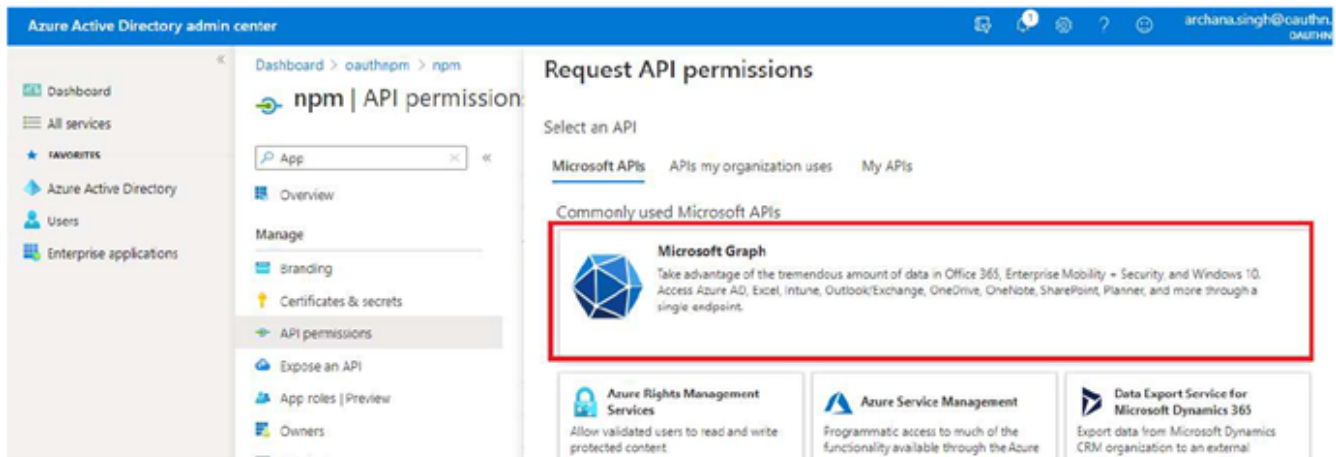 Azure Active Directory admin center
archana.singh@oauthn.
OAUTHN
Dashboard
All services
FAVORITES
Azure Active Directory
Users
Enterprise applications
Dashboard > oauthnpm > npm
npm | API permission
App
Overview
Manage
Branding
Certificates & secrets
API permissions
Expose an API
App roles | Preview
Owners
Request API permissions
Select an API
Microsoft APIs
APIs my organization uses
My APIs
Commonly used Microsoft APIs
Microsoft Graph
Take advantage of the tremendous amount of data in Office 365, Enterprise Mobility + Security, and Windows 10.
Access Azure AD, Excel, Intune, Outlook/Exchange, OneDrive, OneNote, SharePoint, Planner, and more through a
single endpoint.
Azure Rights Management
Services
Allow validated users to read and write
protected content
Azure Service Management
Programmatic access to much of the
functionality available through the Azure
Data Export Service for
Microsoft Dynamics 365
Export data from Microsoft Dynamics
CRM organization to an external